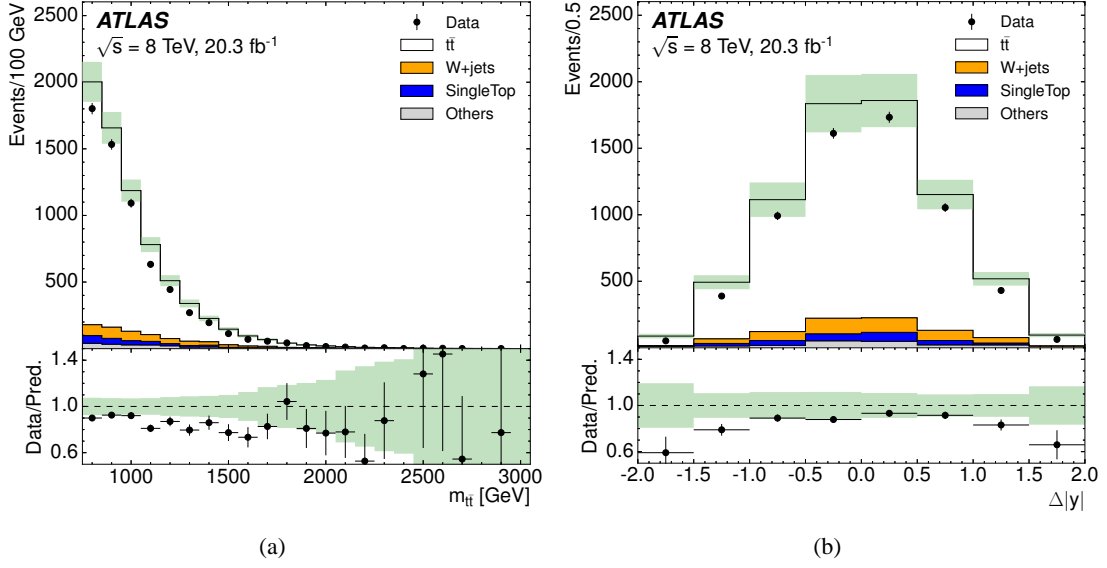 ATLAS
√s = 8 TeV, 20.3 fb⁻¹
Data
tt̄
W+jets
SingleTop
Others
Events/100 GeV
2500
2000
1500
1000
500
Data/Pred.
1.4
1.0
0.6
1000 1500 2000 2500 3000
m_tt̄ [GeV]
(a)
ATLAS
√s = 8 TeV, 20.3 fb⁻¹
Data
tt̄
W+jets
SingleTop
Others
Events/0.5
2500
2000
1500
1000
500
Data/Pred.
1.4
1.0
0.6
-2.0 -1.5 -1.0 -0.5 0.0 0.5 1.0 1.5 2.0
Δ|y|
(b)